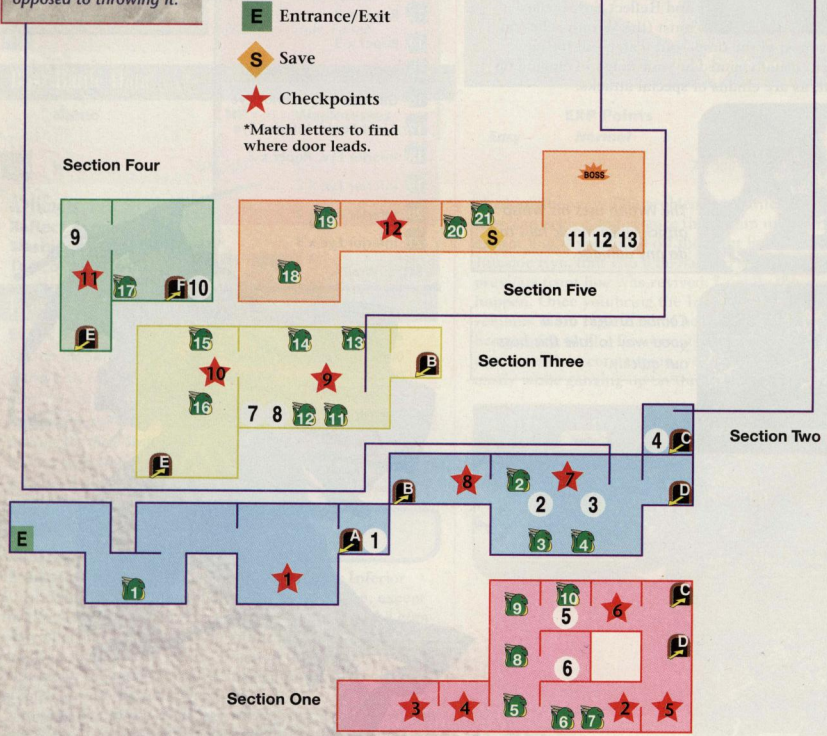 opposed to throwing it.
E Entrance/Exit
S Save
Checkpoints
*Match letters to find
where door leads.
Section Four
9
11
17
F 10
E
19
12
20
21
S
BOSS
11 12 13
18
Section Five
15
14
13
10
9
B
Section Three
16
7 8
12
11
E
4
C
Section Two
B
8
2
7
2
3
D
3
4
E
A 1
1
1
9
10
5
6
C
D
8
6
Section One
3
4
5
6
7
2
5